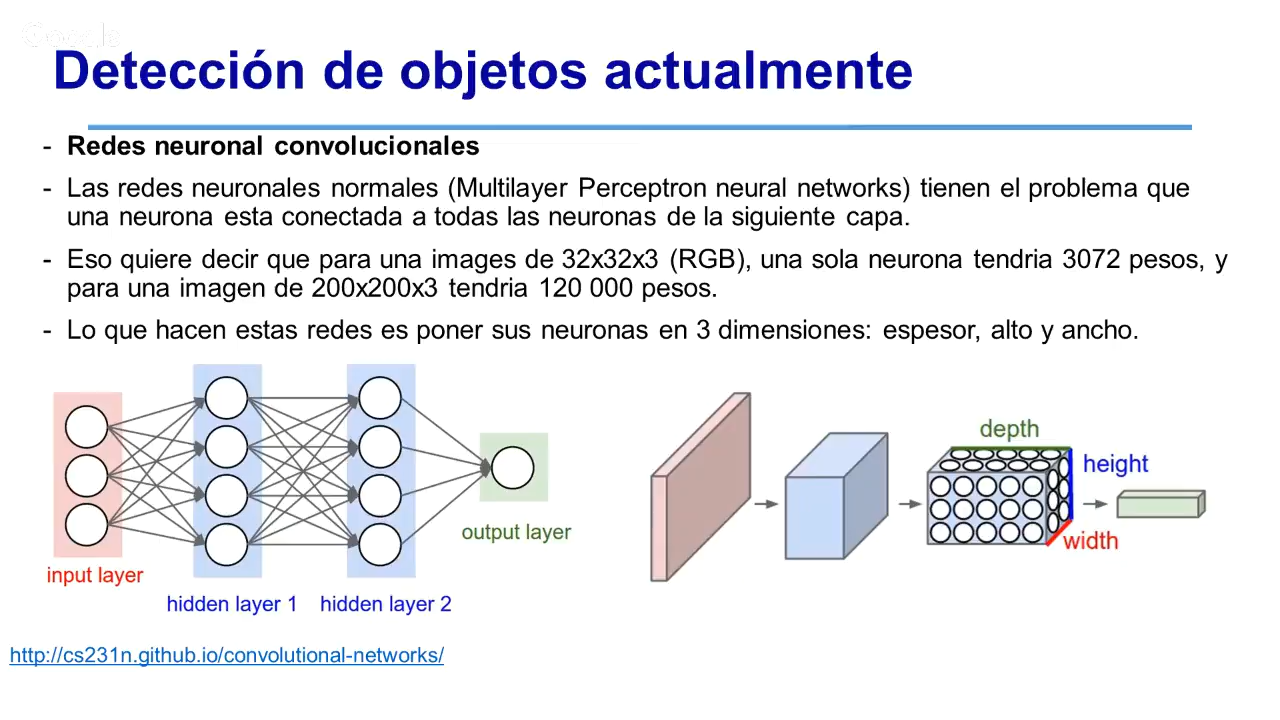 Detección de objetos actualmente
- Redes neuronal convolucionales
- Las redes neuronales normales (Multilayer Perceptron neural networks) tienen el problema que
una neurona esta conectada a todas las neuronas de la siguiente capa.
- Eso quiere decir que para una images de 32x32x3 (RGB), una sola neurona tendria 3072 pesos, y
para una imagen de 200x200x3 tendria 120 000 pesos.
- Lo que hacen estas redes es poner sus neuronas en 3 dimensiones: espesor, alto y ancho.
input layer
hidden layer 1
hidden layer 2
output layer
depth
height
width
http://cs231n.github.io/convolutional-networks/